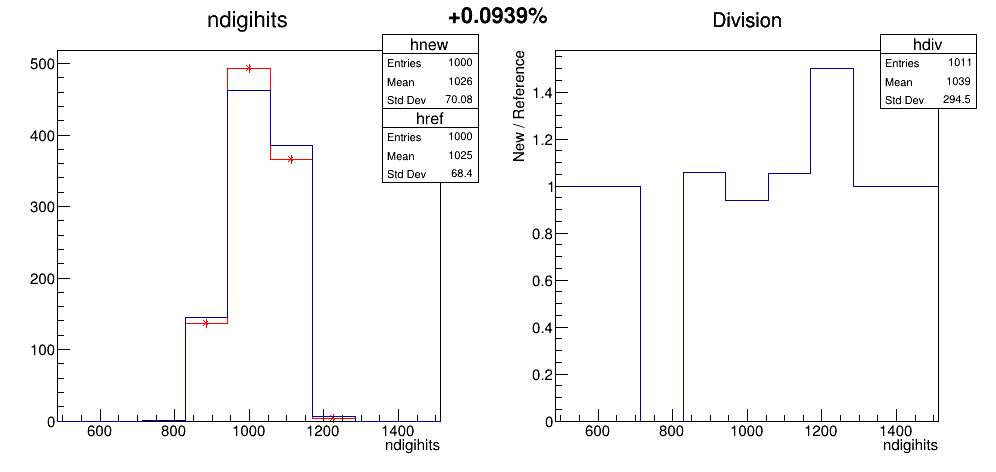 +0.0939%
ndigihits
hnew
Entries 1000
Mean 1026
Std Dev 70.08
href
Entries 1000
Mean 1025
Std Dev 68.4
500
400
300
200
100
0
600 800 1000 1200 1400
ndigihits
Division
hdiv
Entries 1011
Mean 1039
Std Dev 294.5
New / Reference
1.4
1.2
1
0.8
0.6
0.4
0.2
0
600 800 1000 1200 1400
ndigihits